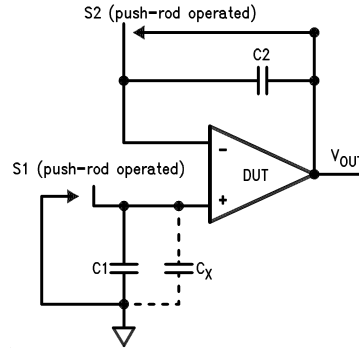 S2 (push-rod operated)
C2
-
S1 (push-rod operated)
DUT
VOUT
+
C1
CX